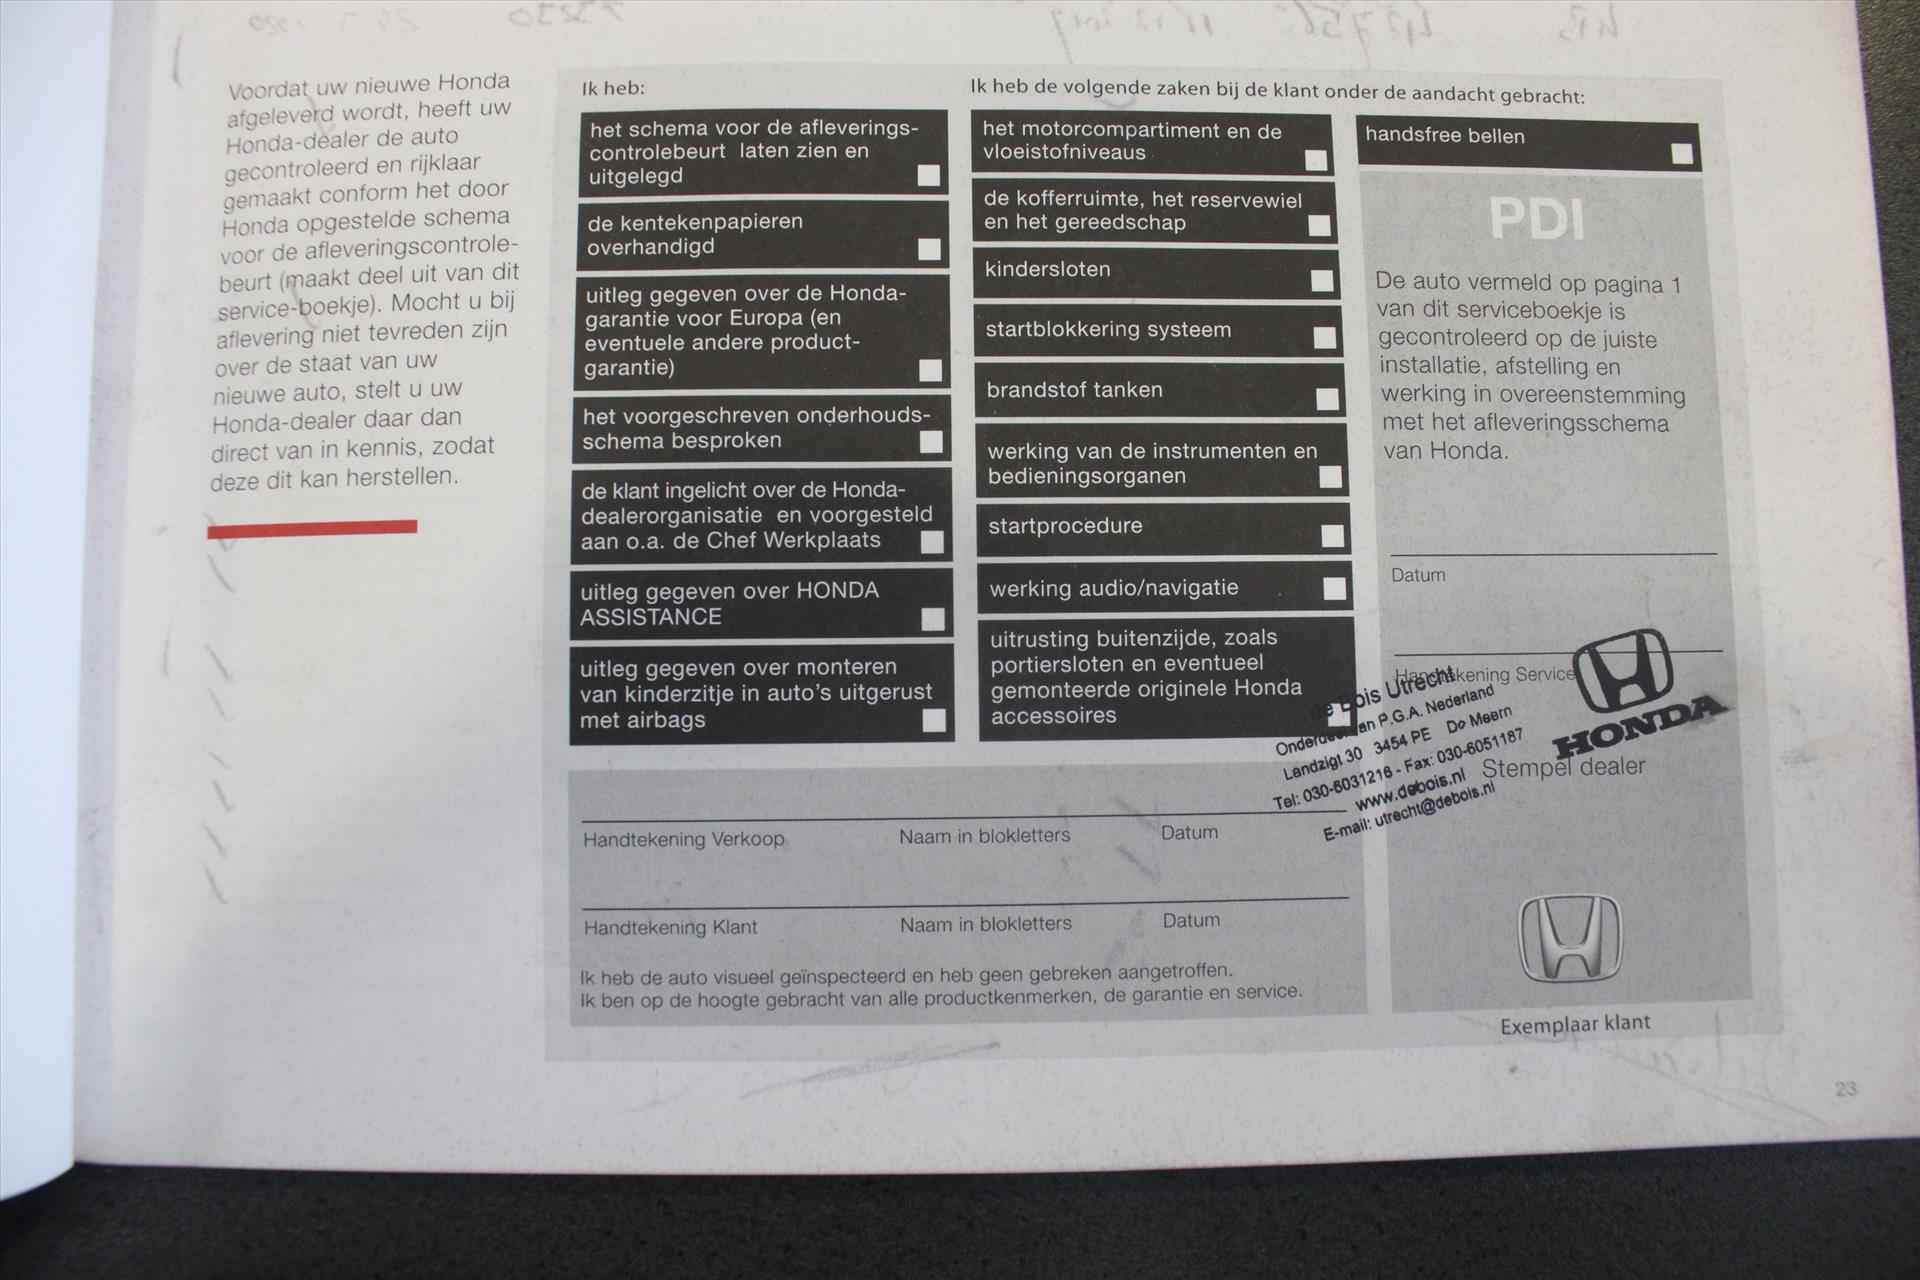 Voordat uw nieuwe Honda
afgeleverd wordt, heeft uw
Honda-dealer de auto
gecontroleerd en rijklaar
gemaakt conform het door
Honda opgestelde schema
voor de afleveringscontrole-
beurt (maakt deel uit van dit
service-boekje). Mocht u bij
aflevering niet tevreden zijn
over de staat van uw
nieuwe auto, stelt u uw
Honda-dealer daar dan
direct van in kennis, zodat
deze dit kan herstellen.
Ik heb:
het schema voor de afleverings-
controlebeurt laten zien en
uitgelegd
de kentekenpapieren
overhandigd
uitleg gegeven over de Honda-
garantie voor Europa (en
eventuele andere product-
garantie)
het voorgeschreven onderhouds-
schema besproken
de klant ingelicht over de Honda-
dealerorganisatie en voorgesteld
aan o.a. de Chef Werkplaats
uitleg gegeven over HONDA
ASSISTANCE
uitleg gegeven over monteren
van kinderzitje in auto's uitgerust
met airbags
Ik heb de volgende zaken bij de klant onder de aandacht gebracht:
het motorcompartiment en de
vloeistofniveaus
de kofferruimte, het reservewiel
en het gereedschap
kindersloten
startblokkering systeem
brandstof tanken
werking van de instrumenten en
bedieningsorganen
startprocedure
werking audio/navigatie
uitrusting buitenzijde, zoals
portiersloten en eventueel
gemonteerde originele Honda
accessoires
handsfree bellen
PDI
De auto vermeld op pagina 1
van dit serviceboekje is
gecontroleerd op de juiste
installatie, afstelling en
werking in overeenstemming
met het afleveringsschema
van Honda.
Datum
Handtekening Service
de Bois Utrecht
Onderdeel van P.G.A. Nederland
Landzigt 30 3454 PE De Meern
Tel: 030-6031216 - Fax: 030-6051187
www.debois.nl
E-mail: utrecht@debois.nl
HONDA
Stempel dealer
Handtekening Verkoop Naam in blokletters Datum
Handtekening Klant Naam in blokletters Datum
Ik heb de auto visueel geïnspecteerd en heb geen gebreken aangetroffen.
Ik ben op de hoogte gebracht van alle productkenmerken, de garantie en service.
Exemplaar klant
23